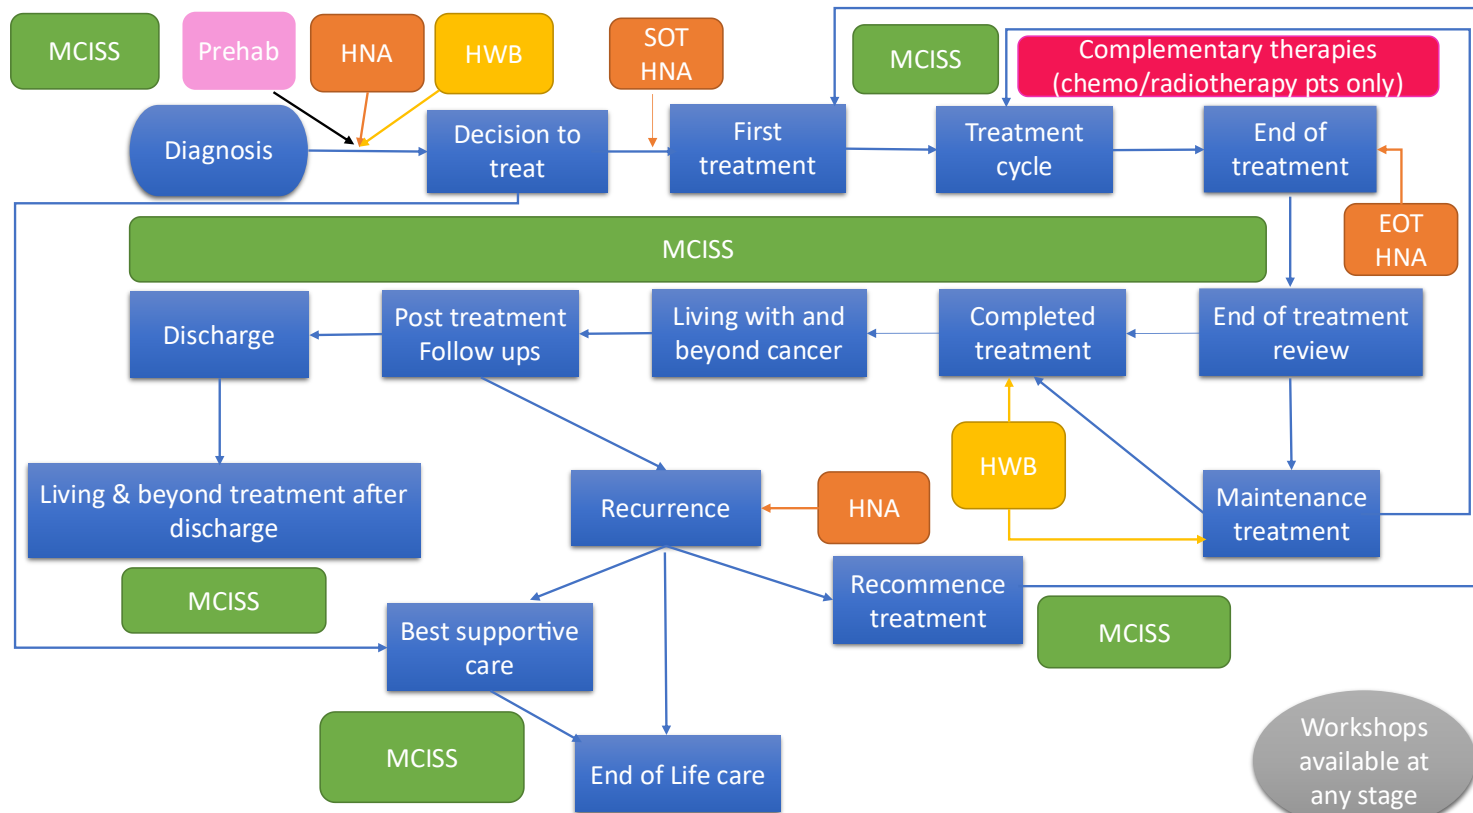 MCISS
Prehab
HNA
HWB
SOT
HNA
MCISS
Complementary therapies
(chemo/radiotherapy pts only)
Diagnosis
Decision to
treat
First
treatment
Treatment
cycle
End of
treatment
EOT
HNA
MCISS
Discharge
Post treatment
Follow ups
Living with and
beyond cancer
Completed
treatment
End of treatment
review
HWB
Living & beyond treatment after
discharge
Recurrence
HNA
Maintenance
treatment
MCISS
Recommence
treatment
MCISS
Best supportive
care
MCISS
End of Life care
Workshops
available at
any stage